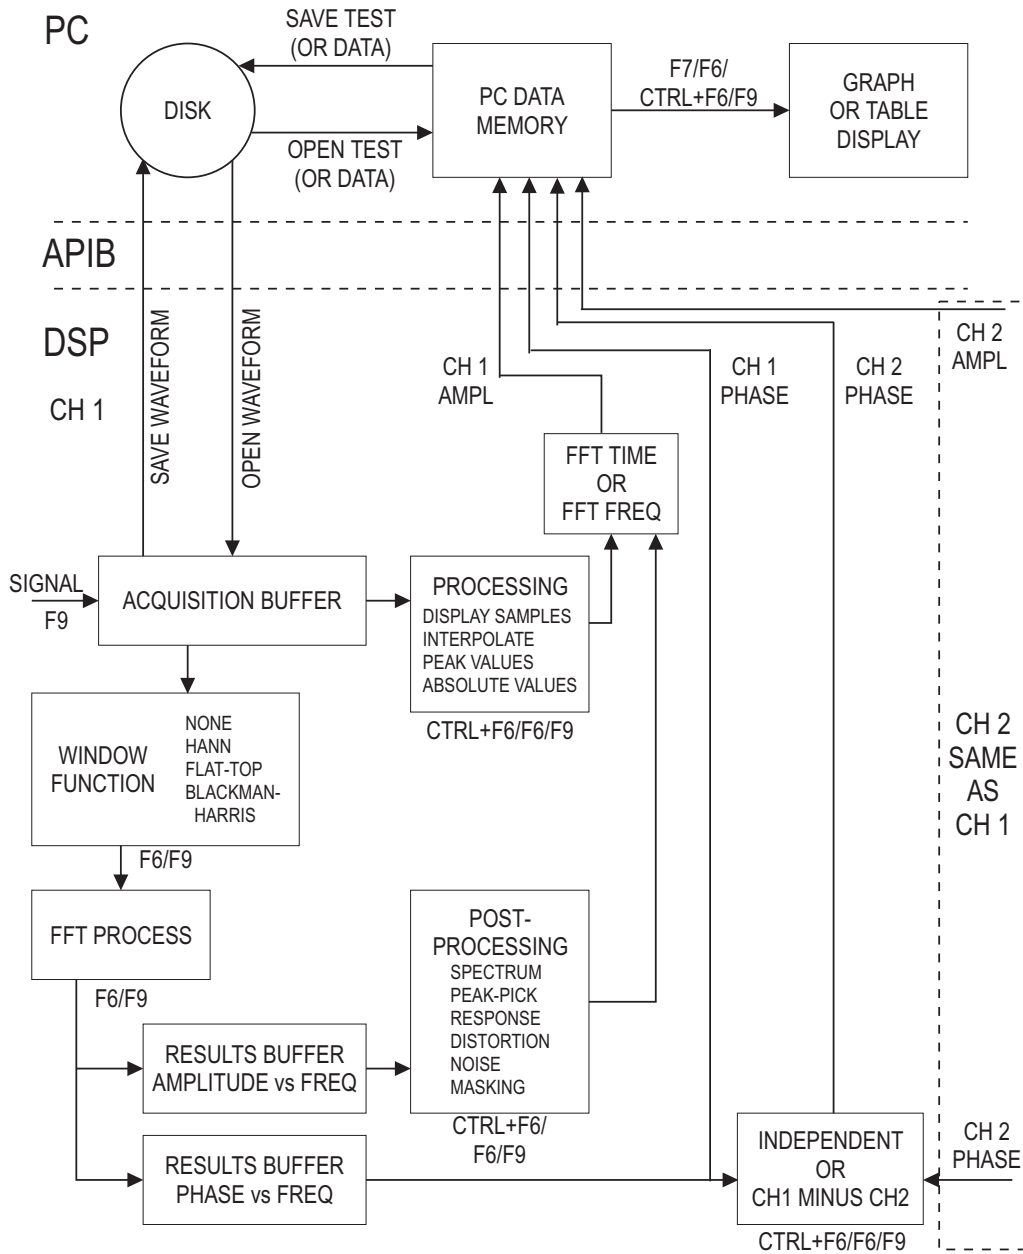 PC
SAVE TEST
(OR DATA)
DISK
OPEN TEST
(OR DATA)
PC DATA
MEMORY
F7/F6/
CTRL+F6/F9
GRAPH
OR TABLE
DISPLAY
APIB
DSP
CH 1
SAVE WAVEFORM
OPEN WAVEFORM
CH 1
AMPL
CH 1
PHASE
CH 2
PHASE
CH 2
AMPL
FFT TIME
OR
FFT FREQ
SIGNAL
F9
ACQUISITION BUFFER
PROCESSING
DISPLAY SAMPLES
INTERPOLATE
PEAK VALUES
ABSOLUTE VALUES
CTRL+F6/F6/F9
WINDOW
FUNCTION
NONE
HANN
FLAT-TOP
BLACKMAN-
HARRIS
F6/F9
CH 2
SAME
AS
CH 1
FFT PROCESS
F6/F9
POST-
PROCESSING
SPECTRUM
PEAK-PICK
RESPONSE
DISTORTION
NOISE
MASKING
CTRL+F6/
F6/F9
RESULTS BUFFER
AMPLITUDE vs FREQ
RESULTS BUFFER
PHASE vs FREQ
INDEPENDENT
OR
CH1 MINUS CH2
CTRL+F6/F6/F9
CH 2
PHASE